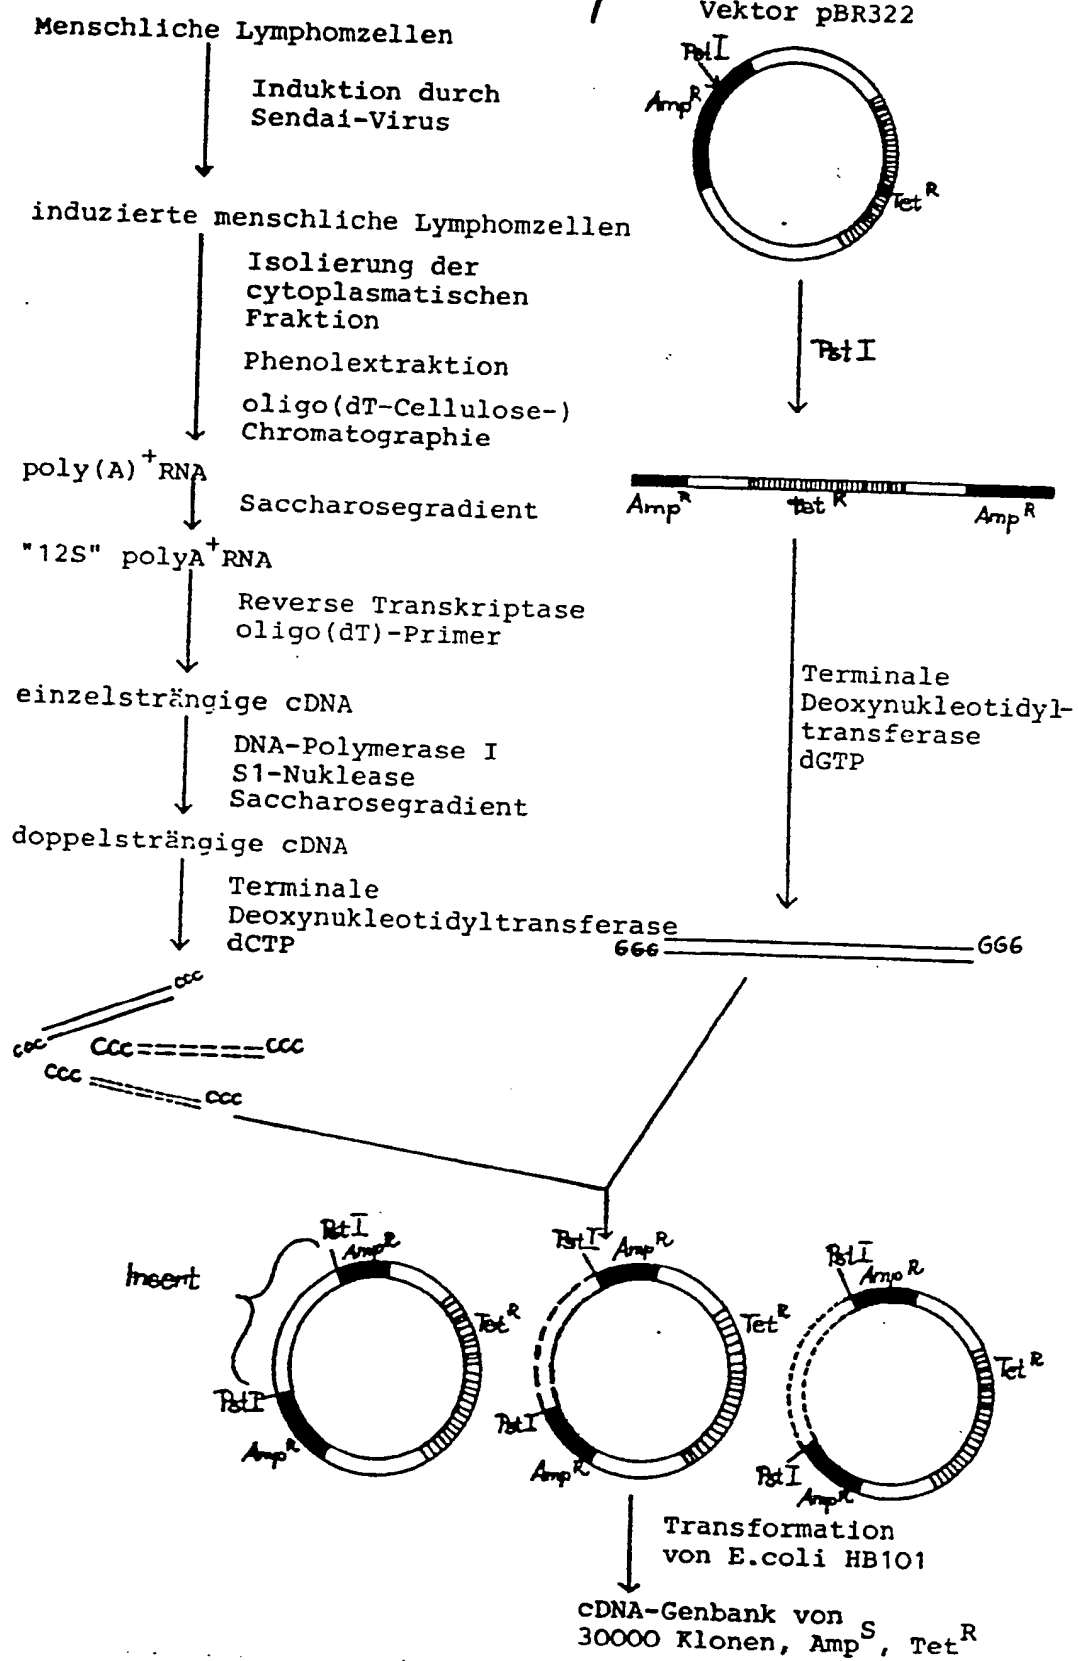 Menschliche Lymphomzellen
Induktion durch
Sendai-Virus
induzierte menschliche Lymphomzellen
Isolierung der
cytoplasmatischen
Fraktion
Phenolextraktion
oligo(dT-Cellulose-)
Chromatographie
poly(A)+RNA
Saccharosegradient
"12S" polyA+RNA
Reverse Transkriptase
oligo(dT)-Primer
einzelsträngige cDNA
DNA-Polymerase I
S1-Nuklease
Saccharosegradient
doppelsträngige cDNA
Terminale
Deoxynukleotidyltransferase
dCTP
Vektor pBR322
PstI
AmpR
TetR
PstI
AmpR
tetR
AmpR
Terminale
Deoxynukleotidyl-
transferase
dGTP
GGG
GGG
CCC
CCC
CCC
CCC
CCC
CCC
Insert
PstI
AmpR
TetR
PstI
AmpR
PstI
AmpR
TetR
PstI
AmpR
PstI
AmpR
TetR
PstI
AmpR
Transformation
von E.coli HB101
cDNA-Genbank von
30000 Klonen, AmpS, TetR